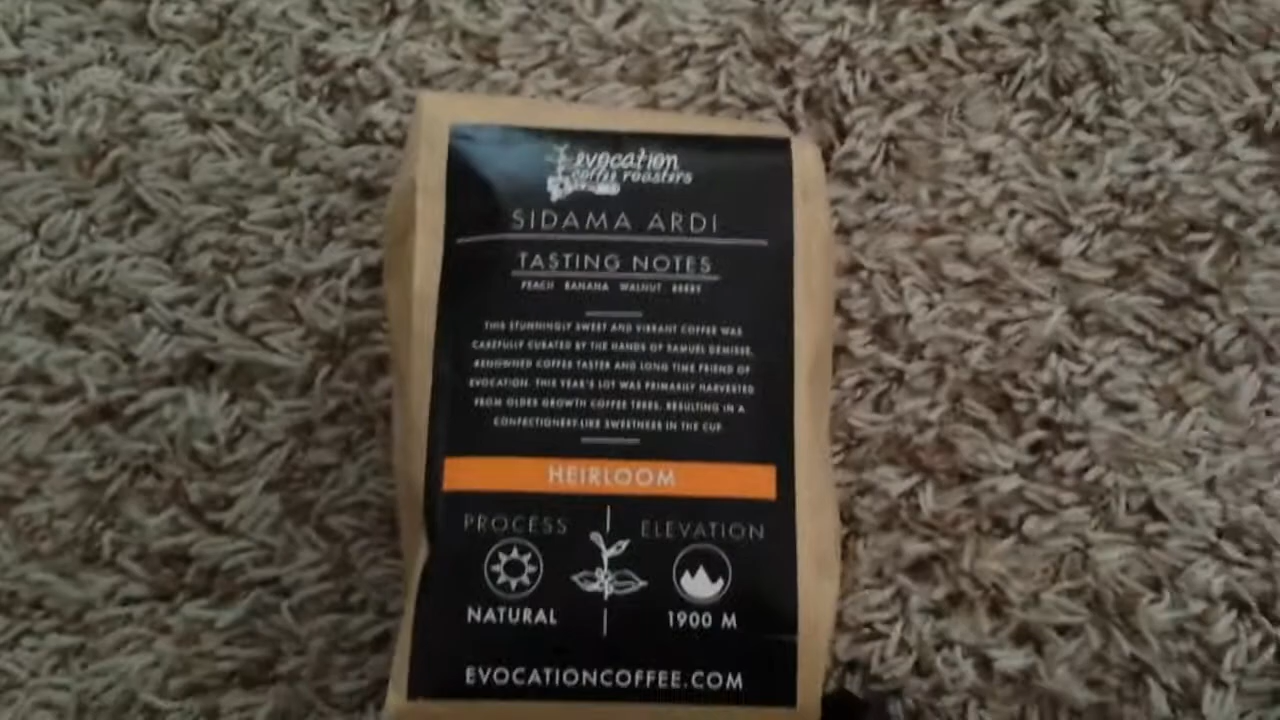 evocation
coffee roasters
SIDAMA ARDI
TASTING NOTES
PEACH BANANA WALNUT BERRY
THIS STUNNINGLY SWEET AND VIBRANT COFFEE WAS
CAREFULLY CURATED BY THE HANDS OF SAMUEL DEMISSE,
RENOWNED COFFEE TASTER AND LONG TIME FRIEND OF
EVOCATION. THIS YEAR'S LOT WAS PRIMARILY HARVESTED
FROM OLDER GROWTH COFFEE TREES, RESULTING IN A
CONFECTIONERY-LIKE SWEETNESS IN THE CUP
HEIRLOOM
PROCESS ELEVATION
NATURAL 1900 M
EVOCATIONCOFFEE.COM